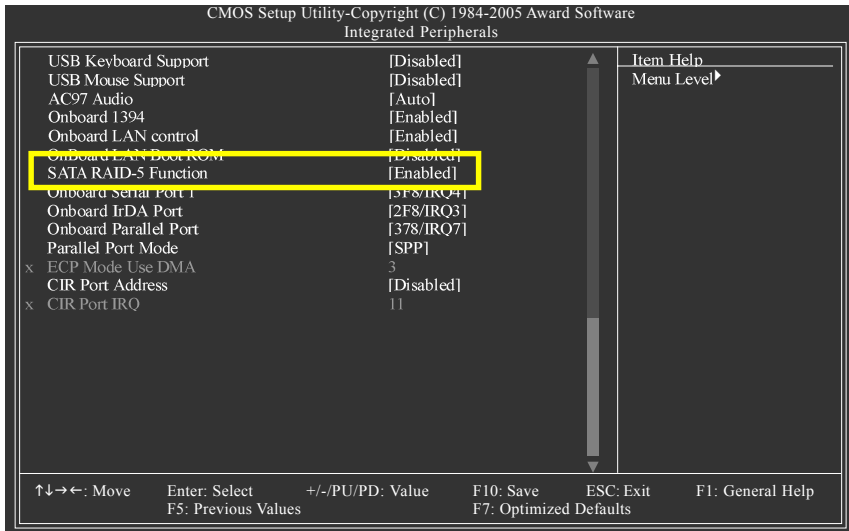 CMOS Setup Utility-Copyright (C) 1984-2005 Award Software
Integrated Peripherals
USB Keyboard Support [Disabled]
USB Mouse Support [Disabled]
AC97 Audio [Auto]
Onboard 1394 [Enabled]
Onboard LAN control [Enabled]
OnBoard LAN Boot ROM [Disabled]
SATA RAID-5 Function [Enabled]
Onboard Serial Port 1 [3F8/IRQ4]
Onboard IrDA Port [2F8/IRQ3]
Onboard Parallel Port [378/IRQ7]
Parallel Port Mode [SPP]
x ECP Mode Use DMA 3
CIR Port Address [Disabled]
x CIR Port IRQ 11
Item Help
Menu Level▶
↑↓→←: Move Enter: Select +/-/PU/PD: Value F10: Save ESC: Exit F1: General Help
F5: Previous Values F7: Optimized Defaults